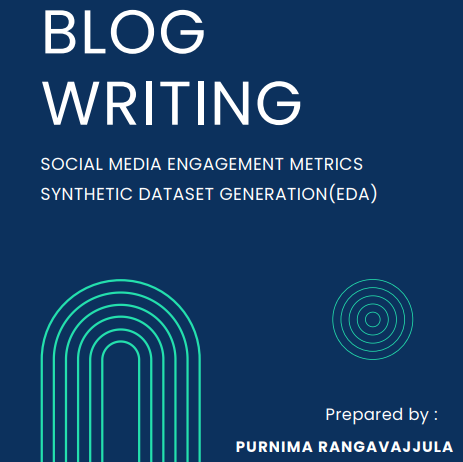 BLOG
WRITING
SOCIAL MEDIA ENGAGEMENT METRICS
SYNTHETIC DATASET GENERATION(EDA)
Prepared by :
PURNIMA RANGAVAJJULA